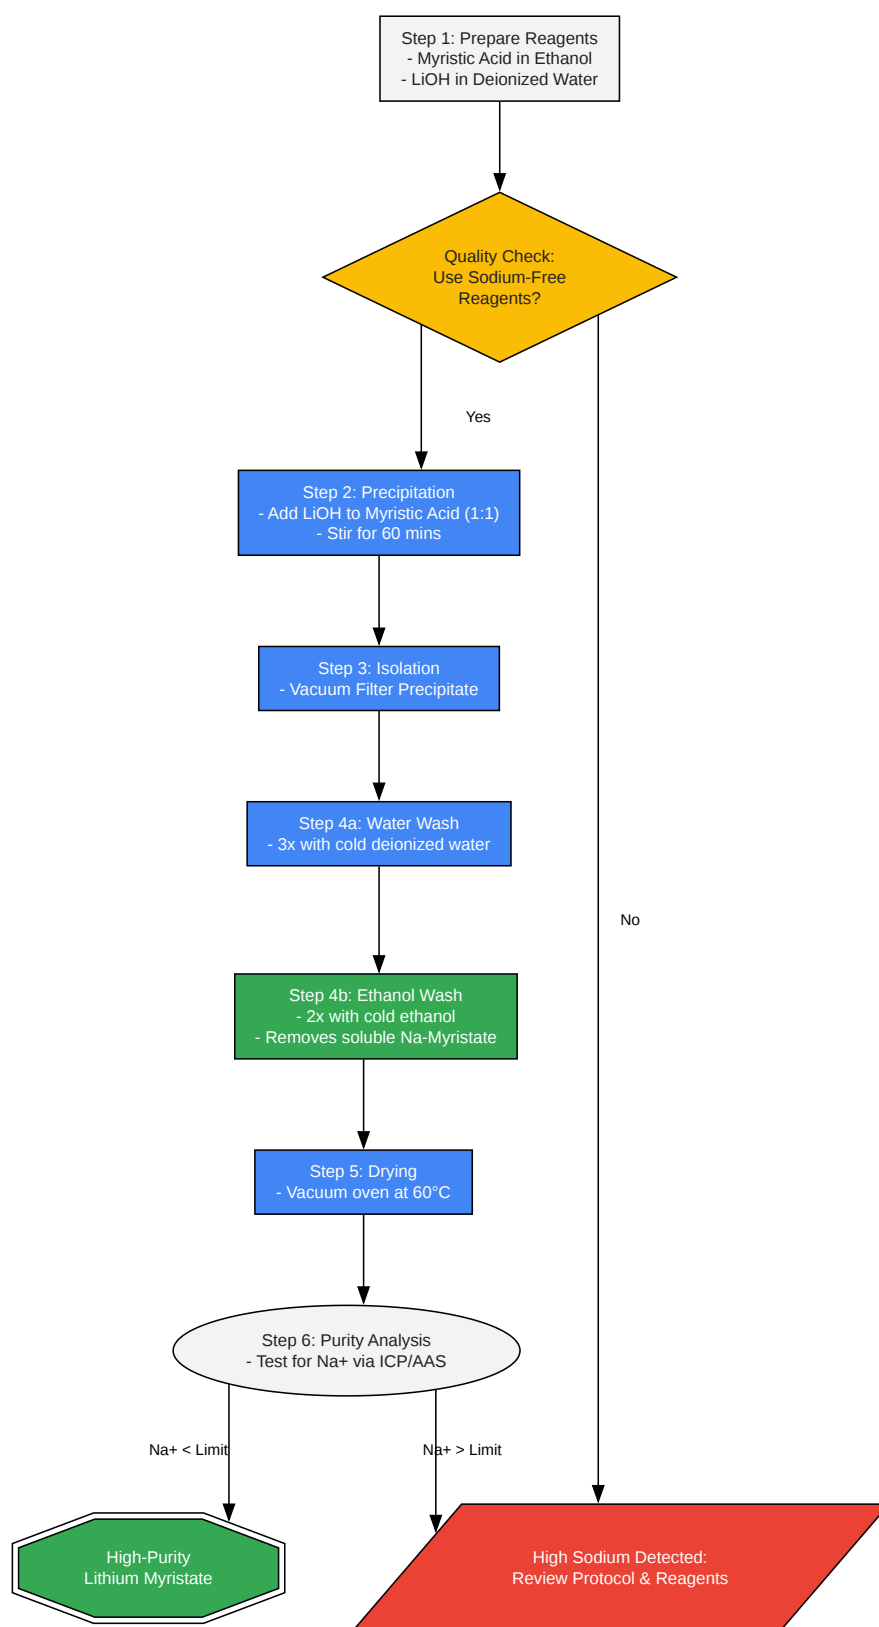 Step 1: Prepare Reagents
- Myristic Acid in Ethanol
- LiOH in Deionized Water
Quality Check:
Use Sodium-Free
Reagents?
Yes
Step 2: Precipitation
- Add LiOH to Myristic Acid (1:1)
- Stir for 60 mins
Step 3: Isolation
- Vacuum Filter Precipitate
Step 4a: Water Wash
- 3x with cold deionized water
No
Step 4b: Ethanol Wash
- 2x with cold ethanol
- Removes soluble Na-Myristate
Step 5: Drying
- Vacuum oven at 60°C
Step 6: Purity Analysis
- Test for Na+ via ICP/AAS
Na+ < Limit
Na+ > Limit
High-Purity
Lithium Myristate
High Sodium Detected:
Review Protocol & Reagents